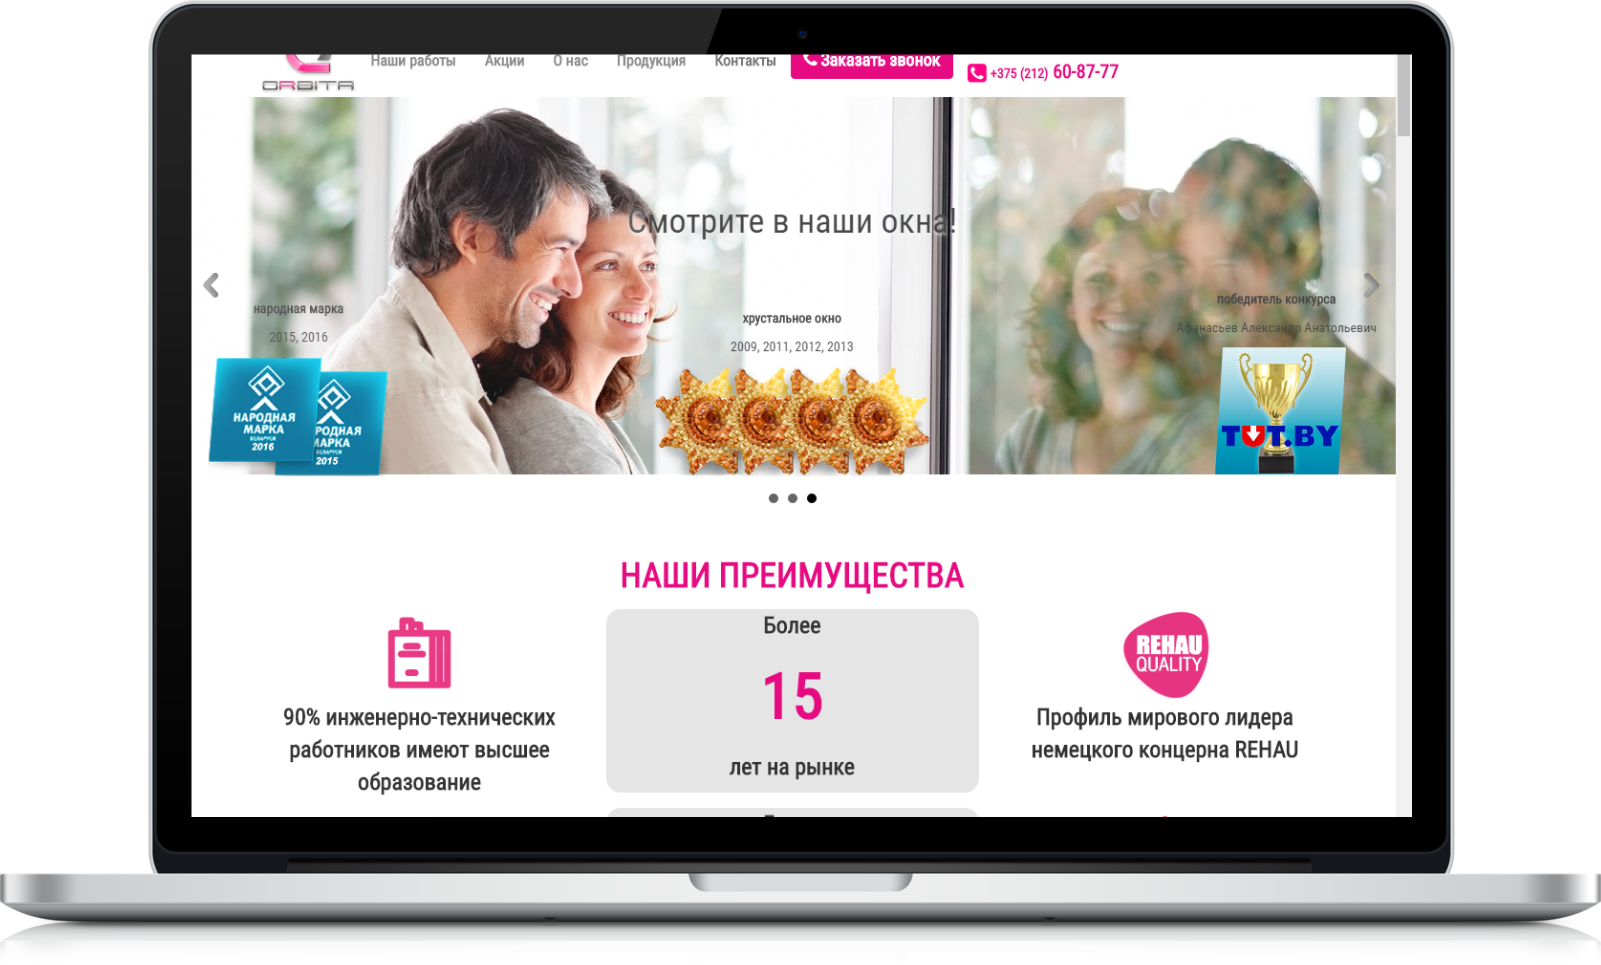 ORBITA
Наши работы
Акции
О нас
Продукция
Контакты
Заказать звонок
+375 (212) 60-87-77
Смотрите в наши окна!
народная марка
2015, 2016
НАРОДНАЯ
МАРКА
БЕЛАРУСИ
2016
РОДНАЯ
МАРКА
БЕЛАРУСИ
2015
хрустальное окно
2009, 2011, 2012, 2013
победитель конкурса
Афанасьев Александр Анатольевич
TUT.BY
НАШИ ПРЕИМУЩЕСТВА
90% инженерно-технических
работников имеют высшее
образование
Более
15
лет на рынке
REHAU
QUALITY
Профиль мирового лидера
немецкого концерна REHAU